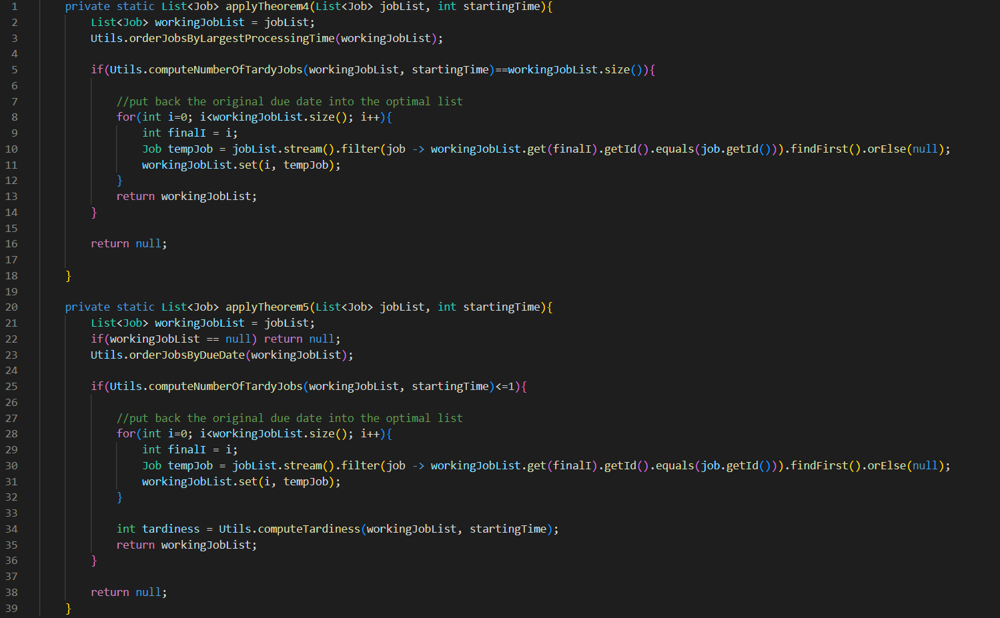 1 private static List<Job> applyTheorem4(List<Job> jobList, int startingTime){
2 List<Job> workingJobList = jobList;
3 Utils.orderJobsByLargestProcessingTime(workingJobList);
4
5 if(Utils.computeNumberOfTardyJobs(workingJobList, startingTime)==workingJobList.size()){
6
7 //put back the original due date into the optimal list
8 for(int i=0; i<workingJobList.size(); i++){
9 int finalI = i;
10 Job tempJob = jobList.stream().filter(job -> workingJobList.get(finalI).getId().equals(job.getId())).findFirst().orElse(null);
11 workingJobList.set(i, tempJob);
12 }
13 return workingJobList;
14 }
15
16 return null;
17
18 }
19
20 private static List<Job> applyTheorem5(List<Job> jobList, int startingTime){
21 List<Job> workingJobList = jobList;
22 if(workingJobList == null) return null;
23 Utils.orderJobsByDueDate(workingJobList);
24
25 if(Utils.computeNumberOfTardyJobs(workingJobList, startingTime)<=1){
26
27 //put back the original due date into the optimal list
28 for(int i=0; i<workingJobList.size(); i++){
29 int finalI = i;
30 Job tempJob = jobList.stream().filter(job -> workingJobList.get(finalI).getId().equals(job.getId())).findFirst().orElse(null);
31 workingJobList.set(i, tempJob);
32 }
33
34 int tardiness = Utils.computeTardiness(workingJobList, startingTime);
35 return workingJobList;
36 }
37
38 return null;
39 }